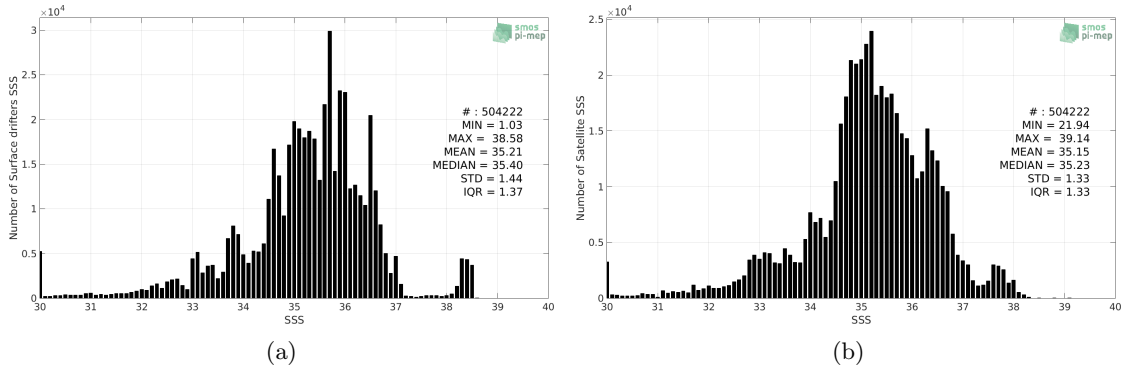 ×10⁴
3
2.5
2
1.5
1
0.5
0
30 31 32 33 34 35 36 37 38 39 40
SSS
Number of Surface drifters SSS
smos
pi-mep
# : 504222
MIN = 1.03
MAX = 38.58
MEAN = 35.21
MEDIAN = 35.40
STD = 1.44
IQR = 1.37
(a)
×10⁴
2.5
2
1.5
1
0.5
0
30 31 32 33 34 35 36 37 38 39 40
SSS
Number of Satellite SSS
smos
pi-mep
# : 504222
MIN = 21.94
MAX = 39.14
MEAN = 35.15
MEDIAN = 35.23
STD = 1.33
IQR = 1.33
(b)